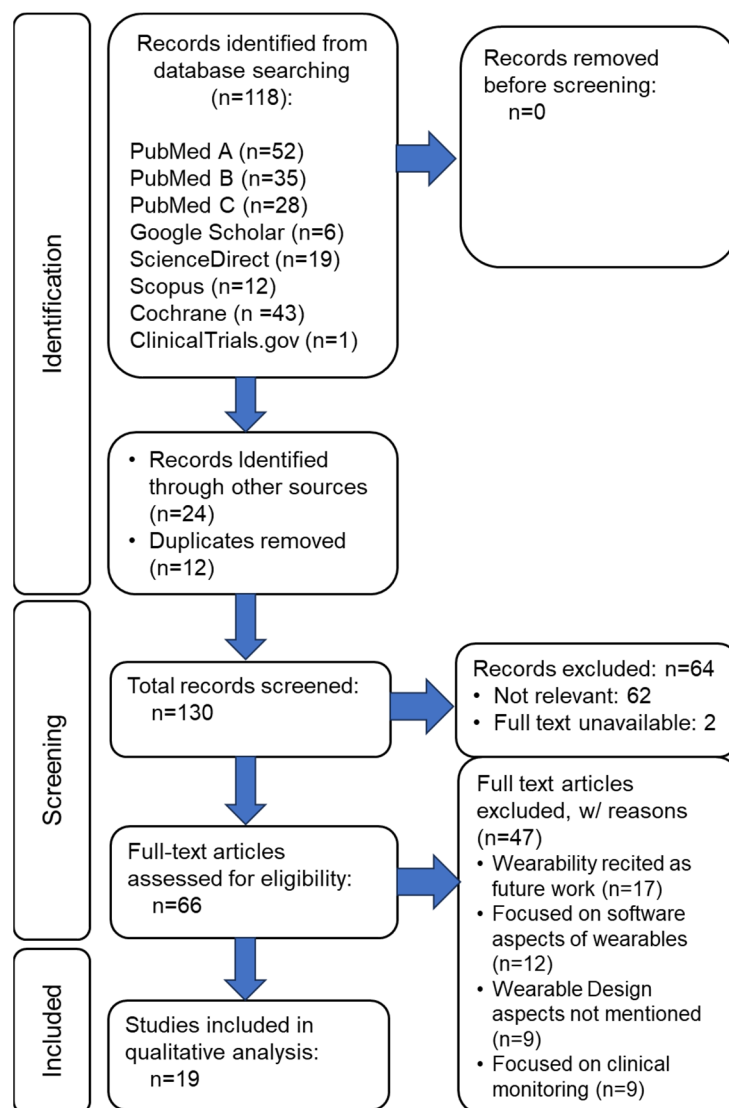 Identification
Records identified from
database searching
(n=118):
PubMed A (n=52)
PubMed B (n=35)
PubMed C (n=28)
Google Scholar (n=6)
ScienceDirect (n=19)
Scopus (n=12)
Cochrane (n =43)
ClinicalTrials.gov (n=1)
Records removed
before screening:
n=0
• Records Identified
through other sources
(n=24)
• Duplicates removed
(n=12)
Screening
Total records screened:
n=130
Records excluded: n=64
• Not relevant: 62
• Full text unavailable: 2
Full-text articles
assessed for eligibility:
n=66
Full text articles
excluded, w/ reasons
(n=47)
• Wearability recited as
future work (n=17)
• Focused on software
aspects of wearables
(n=12)
• Wearable Design
aspects not mentioned
(n=9)
• Focused on clinical
monitoring (n=9)
Included
Studies included in
qualitative analysis:
n=19